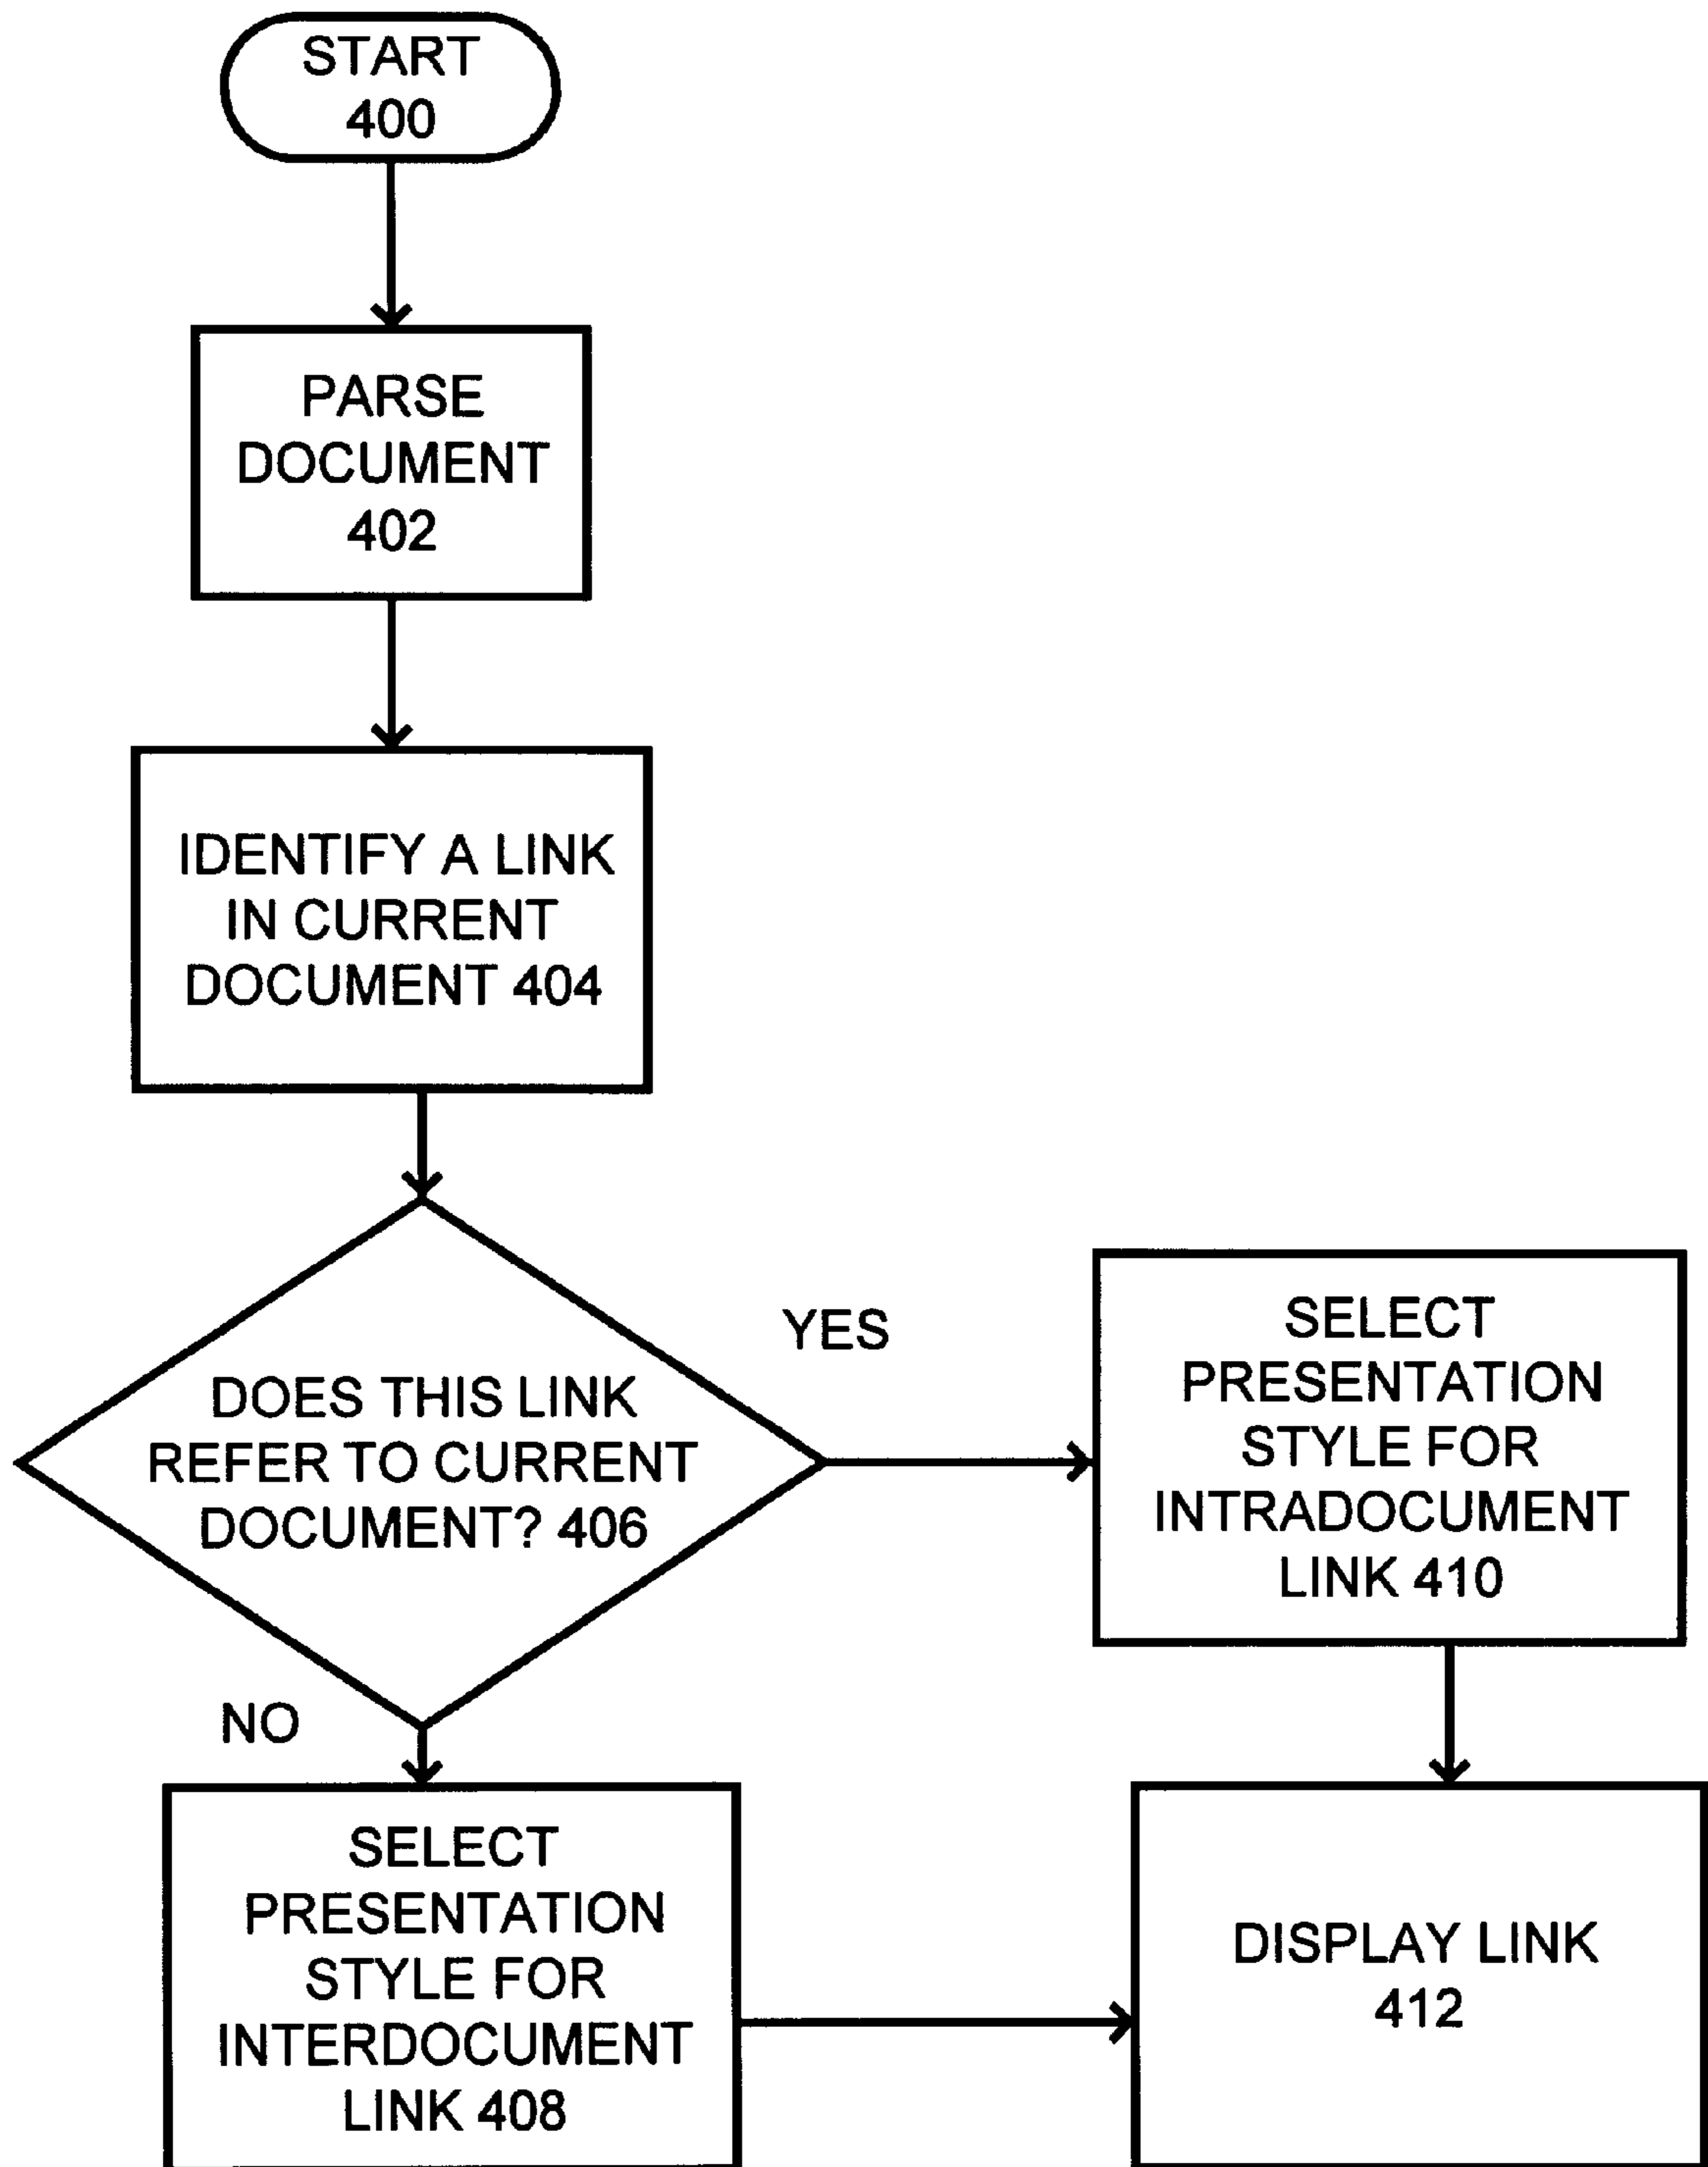 START
400
PARSE
DOCUMENT
402
IDENTIFY A LINK
IN CURRENT
DOCUMENT 404
DOES THIS LINK
REFER TO CURRENT
DOCUMENT? 406
YES
SELECT
PRESENTATION
STYLE FOR
INTRADOCUMENT
LINK 410
NO
SELECT
PRESENTATION
STYLE FOR
INTERDOCUMENT
LINK 408
DISPLAY LINK
412